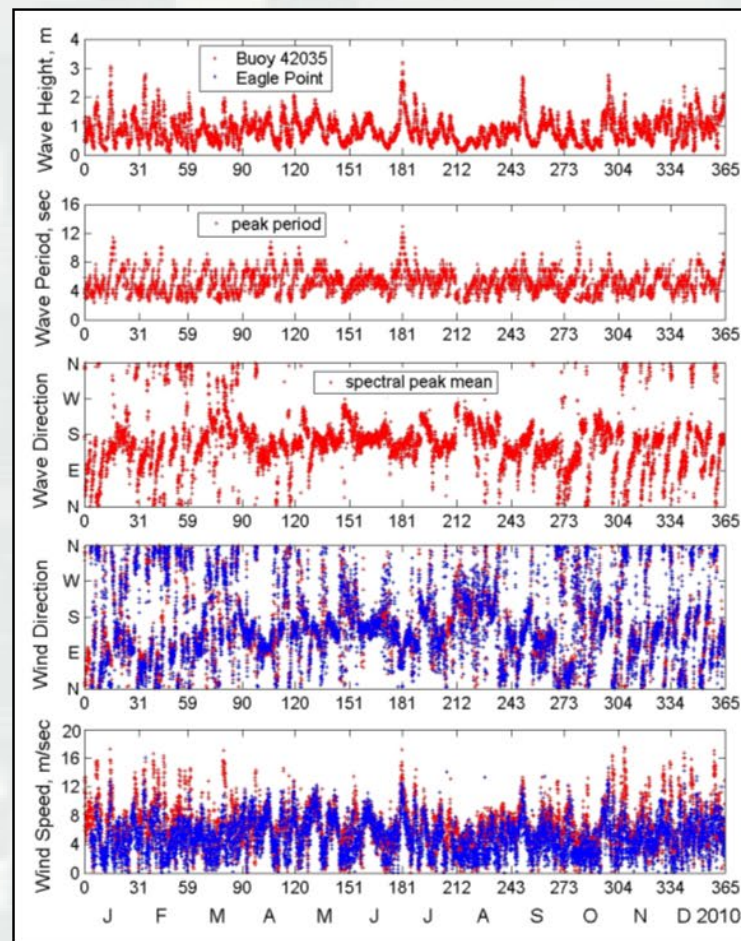 4
3
2
1
0
Wave Height, m
Buoy 42035
Eagle Point
0 31 59 90 120 151 181 212 243 273 304 334 365
16
12
8
4
0
Wave Period, sec
peak period
0 31 59 90 120 151 181 212 243 273 304 334 365
N
W
S
E
N
Wave Direction
spectral peak mean
0 31 59 90 120 151 181 212 243 273 304 334 365
N
W
S
E
N
Wind Direction
0 31 59 90 120 151 181 212 243 273 304 334 365
20
16
12
8
4
0
Wind Speed, m/sec
0 31 59 90 120 151 181 212 243 273 304 334 365
J F M A M J J A S O N D 2010